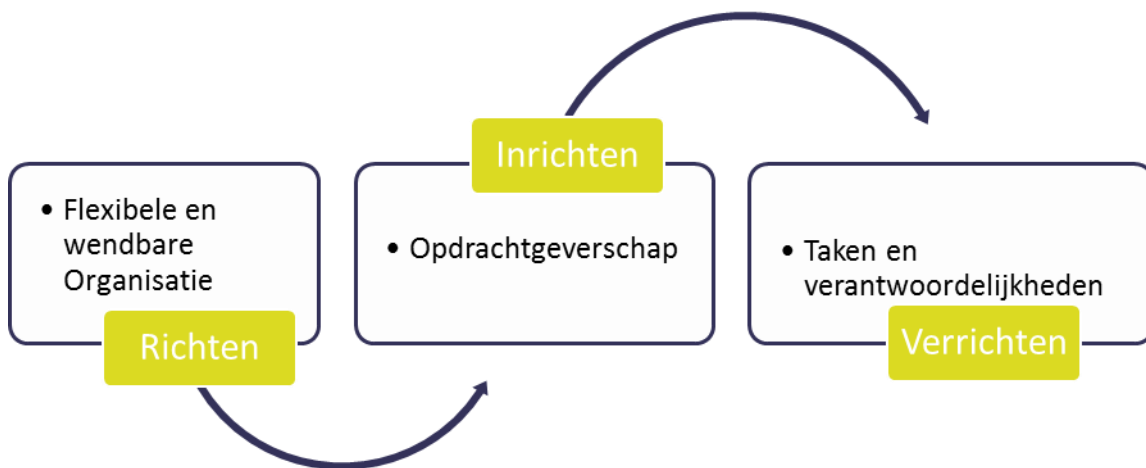 • Flexibele en
wendbare
Organisatie
Richten
Inrichten
• Opdrachtgeverschap
• Taken en
verantwoordelijkheden
Verrichten